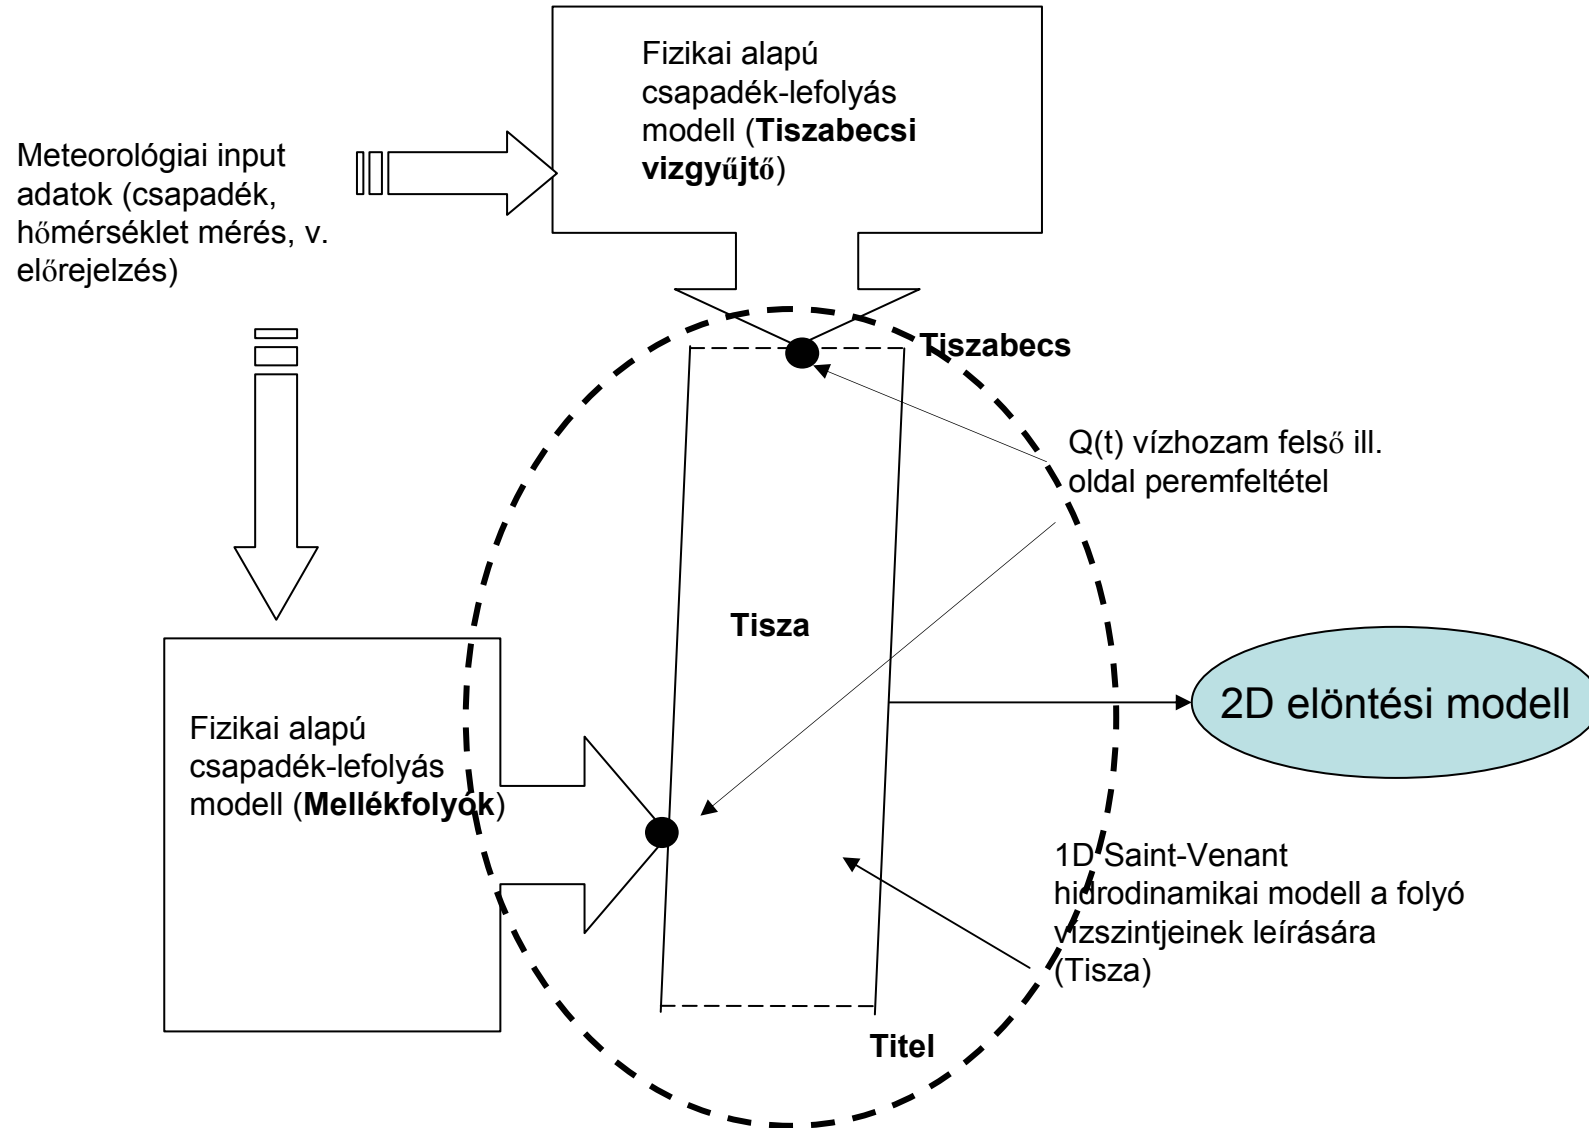 Fizikai alapú
csapadék-lefolyás
modell (Tiszabecsi
vizgyűjtő)
Meteorológiai input
adatok (csapadék,
hőmérséklet mérés, v.
előrejelzés)
Tiszabecs
Q(t) vízhozam felső ill.
oldal peremfeltétel
Tisza
2D elöntési modell
Fizikai alapú
csapadék-lefolyás
modell (Mellékfolyók)
1D Saint-Venant
hidrodinamikai modell a folyó
vízszintjeinek leírására
(Tisza)
Titel